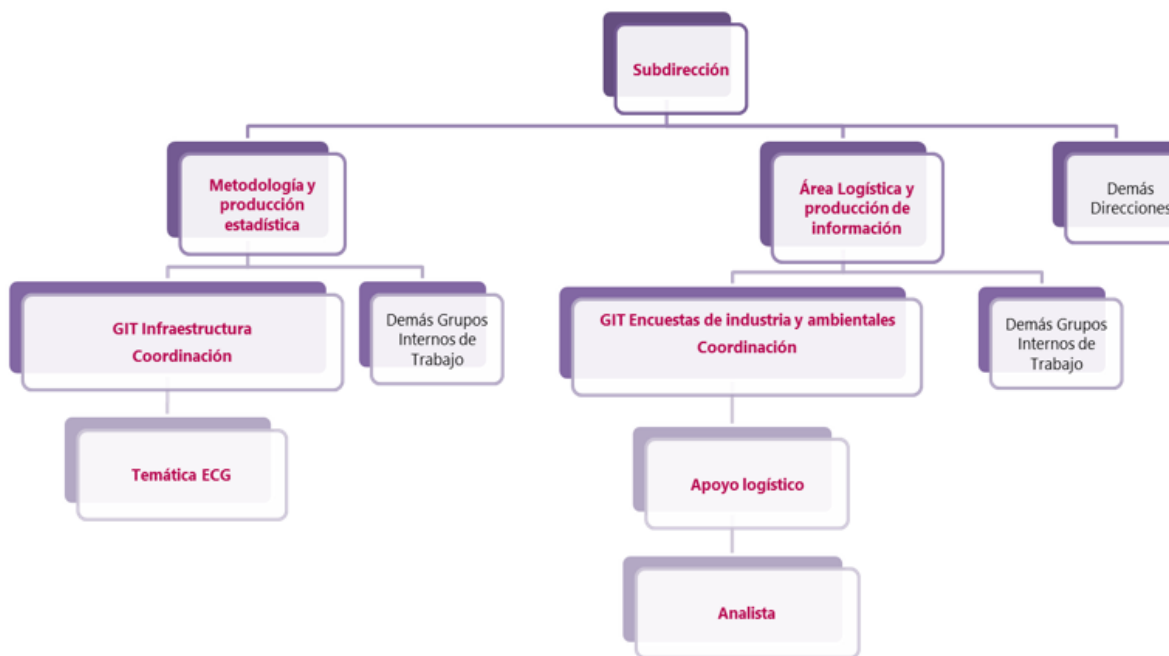 Subdirección
Metodología y
producción
estadística
Área Logística y
producción de
información
Demás
Direcciones
GIT Infraestructura
Coordinación
Demás Grupos
Internos de
Trabajo
GIT Encuestas de industria y ambientales
Coordinación
Demás Grupos
Internos de
Trabajo
Temática ECG
Apoyo logístico
Analista